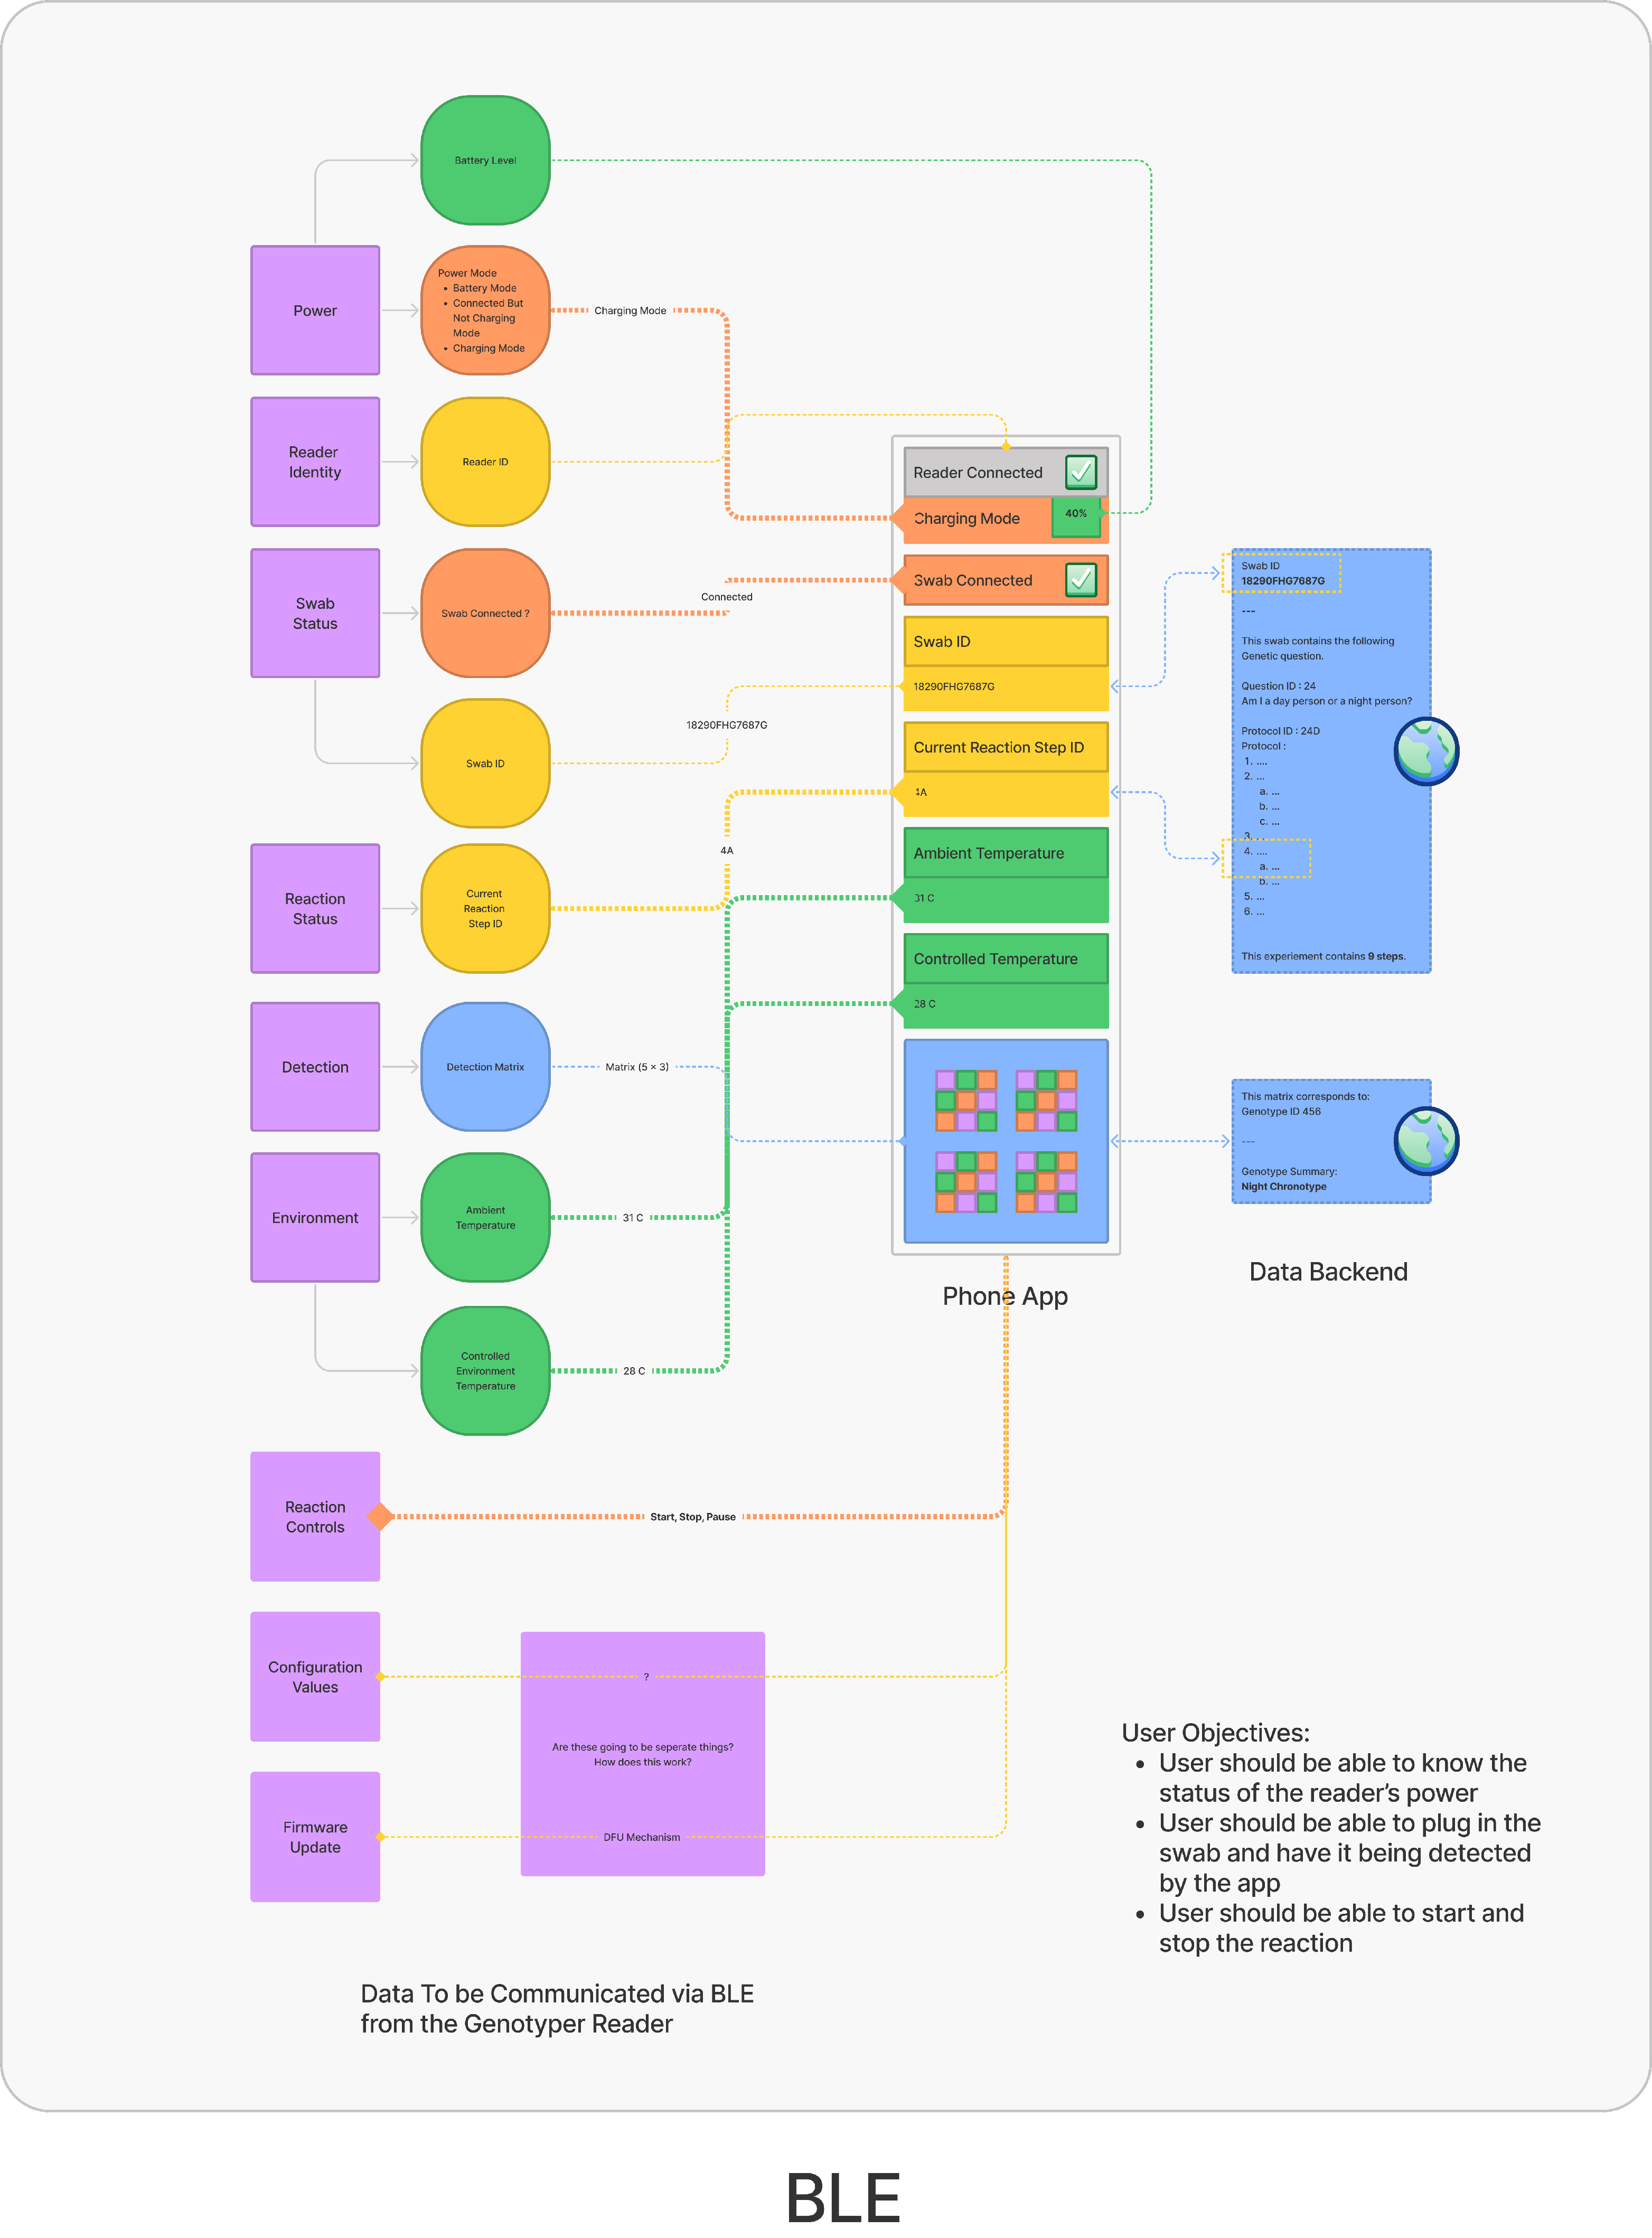 Battery Level
Power
Power Mode
• Battery Mode
• Connected But
Not Charging
Mode
• Charging Mode
Charging Mode
Reader
Identity
Reader ID
Reader Connected
Charging Mode
40%
Swab
Status
Swab Connected ?
Connected
Swab Connected
Swab ID
18290FHG7687G
Swab ID
18290FHG7687G
Current Reaction Step ID
4A
Reaction
Status
Current
Reaction
Step ID
4A
Ambient Temperature
31 C
Controlled Temperature
28 C
Detection
Detection Matrix
Matrix (5 × 3)
Environment
Ambient
Temperature
31 C
Controlled
Environment
Temperature
28 C
Phone App
Swab ID
18290FHG7687G
---
This swab contains the following
Genetic question.
Question ID : 24
Am I a day person or a night person?
Protocol ID : 24D
Protocol :
1. ....
2. ...
a. ...
b. ...
c. ...
3. ...
4. ....
a. ...
b. ...
5. ...
6. ...
This experiement contains 9 steps.
This matrix corresponds to:
Genotype ID 456
---
Genotype Summary:
Night Chronotype
Data Backend
Reaction
Controls
Start, Stop, Pause
Configuration
Values
?
Are these going to be seperate things?
How does this work?
Firmware
Update
DFU Mechanism
User Objectives:
• User should be able to know the
status of the reader’s power
• User should be able to plug in the
swab and have it being detected
by the app
• User should be able to start and
stop the reaction
Data To be Communicated via BLE
from the Genotyper Reader
BLE